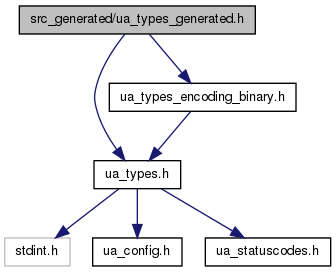 src_generated/ua_types_generated.h
ua_types_encoding_binary.h
ua_types.h
stdint.h
ua_config.h
ua_statuscodes.h